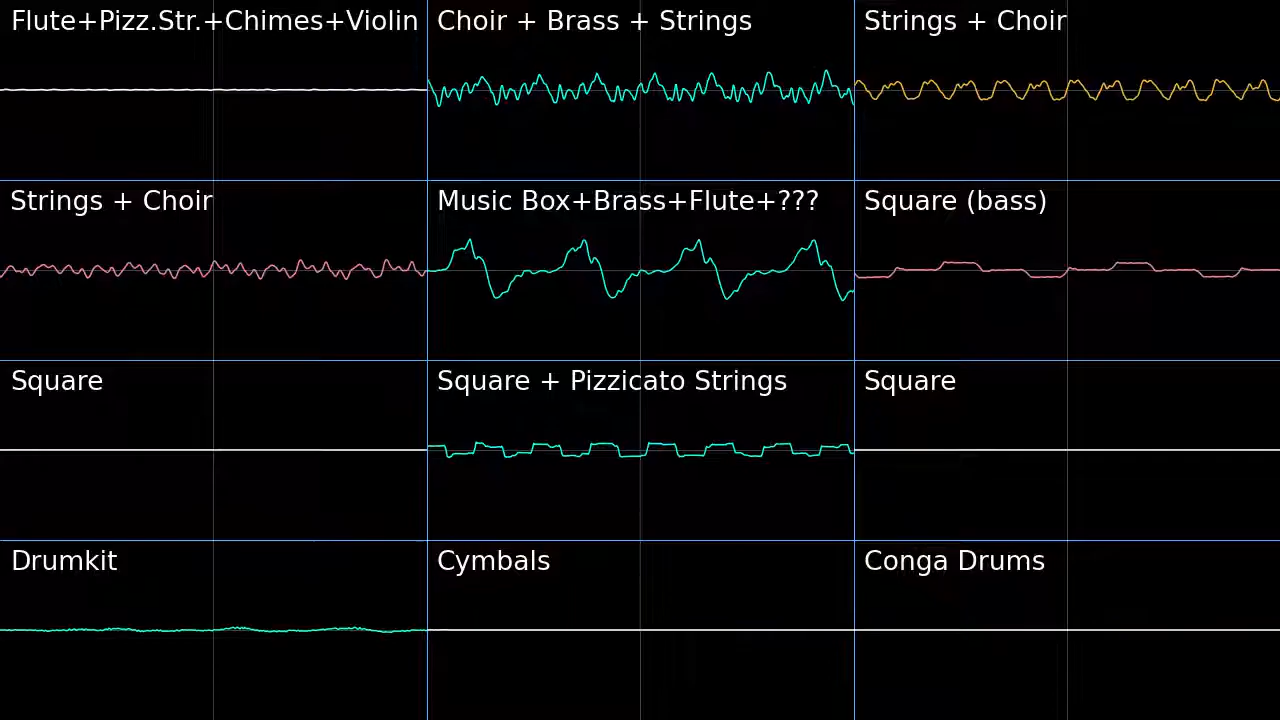 Flute+Pizz.Str.+Chimes+Violin
Choir + Brass + Strings
Strings + Choir
Strings + Choir
Music Box+Brass+Flute+???
Square (bass)
Square
Square + Pizzicato Strings
Square
Drumkit
Cymbals
Conga Drums